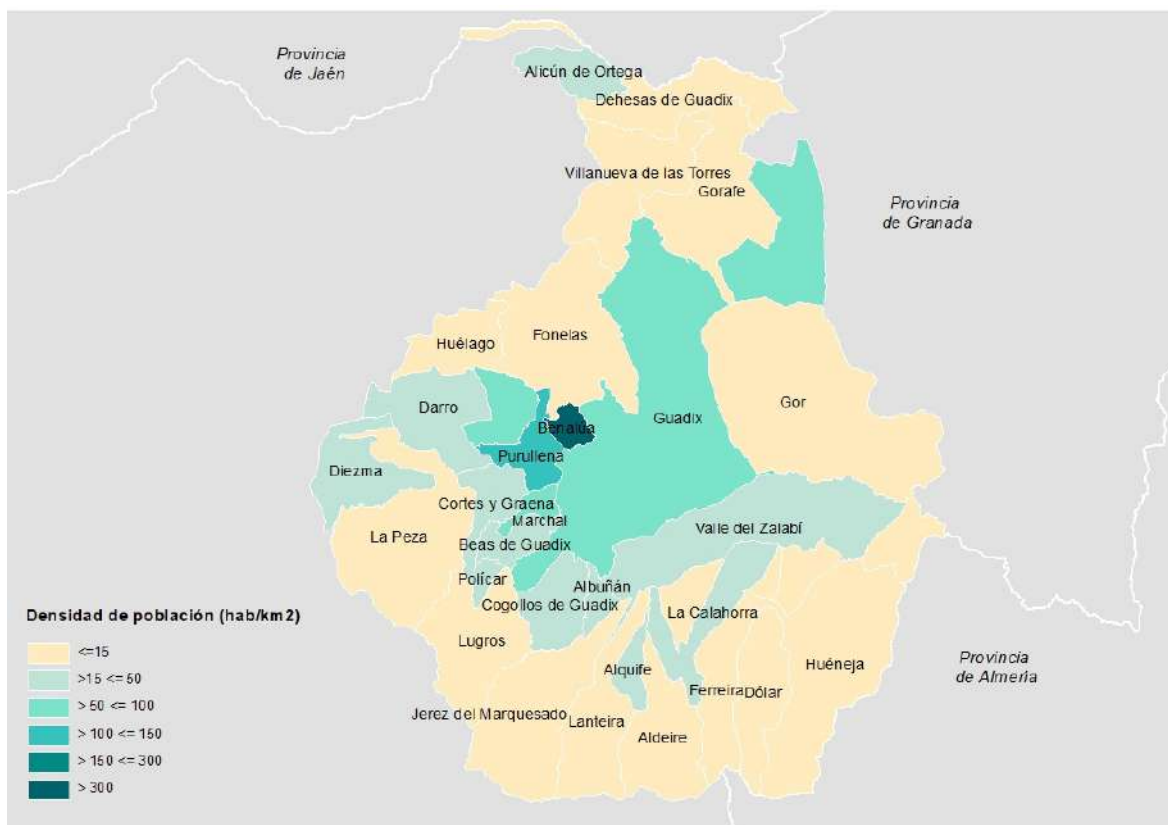 Provincia
de Jaén
Alicún de Ortega
Dehesas de Guadix
Villanueva de las Torres
Gorafe
Provincia
de Granada
Huélago
Fonelas
Darro
Gor
Guadix
Benalúa
Purullena
Diezma
Cortes y Graena
Marchal
Valle del Zalabí
La Peza
Beas de Guadix
Polícar
Albuñán
Cogollos de Guadix
La Calahorra
Lugros
Huéneja
Provincia
de Almería
Alquife
Ferreira
Dólar
Jerez del Marquesado
Lanteira
Aldeire
Densidad de población (hab/km2)
<=15
>15 <= 50
> 50 <= 100
> 100 <= 150
> 150 <= 300
> 300